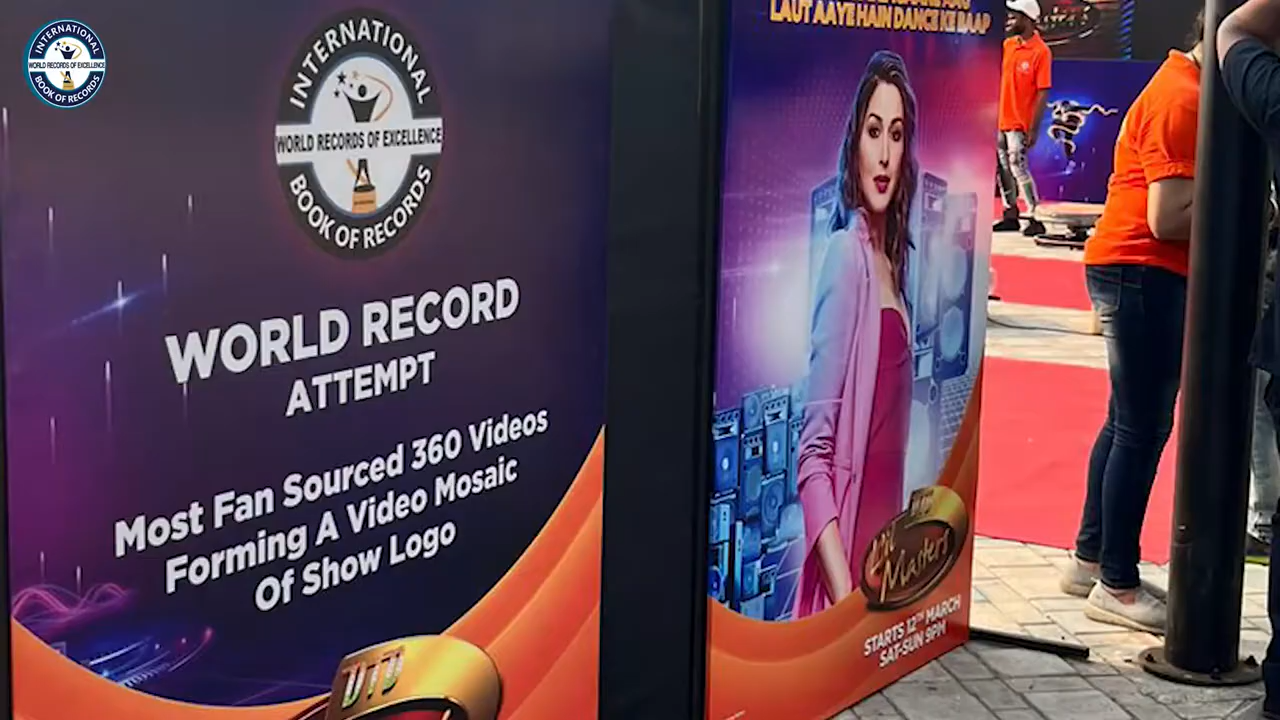 INTERNATIONAL
WORLD RECORDS OF EXCELLENCE
BOOK OF RECORDS
INTERNATIONAL
WORLD RECORDS OF EXCELLENCE
BOOK OF RECORDS
WORLD RECORD
ATTEMPT
Most Fan Sourced 360 Videos
Forming A Video Mosaic
Of Show Logo
DID
LAUT AAYE HAIN DANCE KE BAAP
DID
Li'l
Masters
STARTS 12TH MARCH
SAT-SUN 9PM